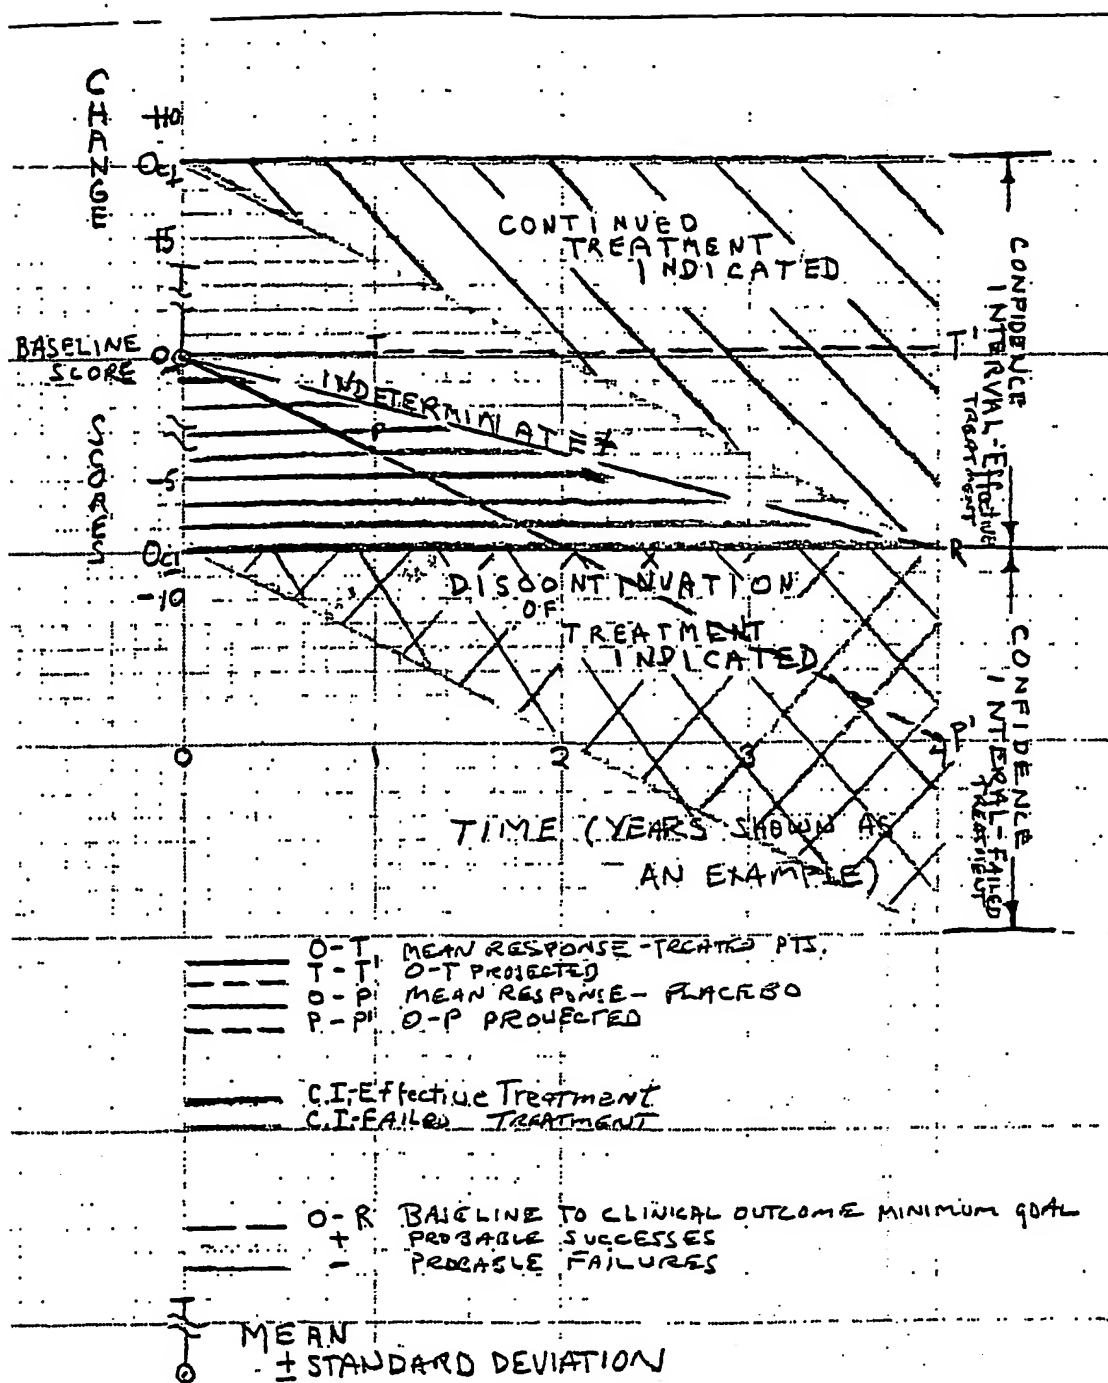 CHANGE
SCORES
+10
OCI+
+5
BASELINE
SCORE
O
-5
OCI-
-10
CONTINUED
TREATMENT
INDICATED
T
T'
INDETERMINATE ±
P
R
DISCONTINUATION
OF
TREATMENT
INDICATED
P'
CONFIDENCE
INTERVAL-Effective
TREATMENT
CONFIDENCE
INTERAL-FAILED
TREATMENT
0 1 2 3
TIME (YEARS SHOWN AS
AN EXAMPLE)
O-T MEAN RESPONSE-TREATED PTS.
T-T' O-T PROJECTED
O-P MEAN RESPONSE- PLACEBO
P-P' O-P PROJECTED
C.I-Effective Treatment
C.I-FAILED TREATMENT
O-R BASELINE TO CLINICAL OUTCOME MINIMUM GOAL
+ PROBABLE SUCCESSES
- PROBABLE FAILURES
MEAN
± STANDARD DEVIATION